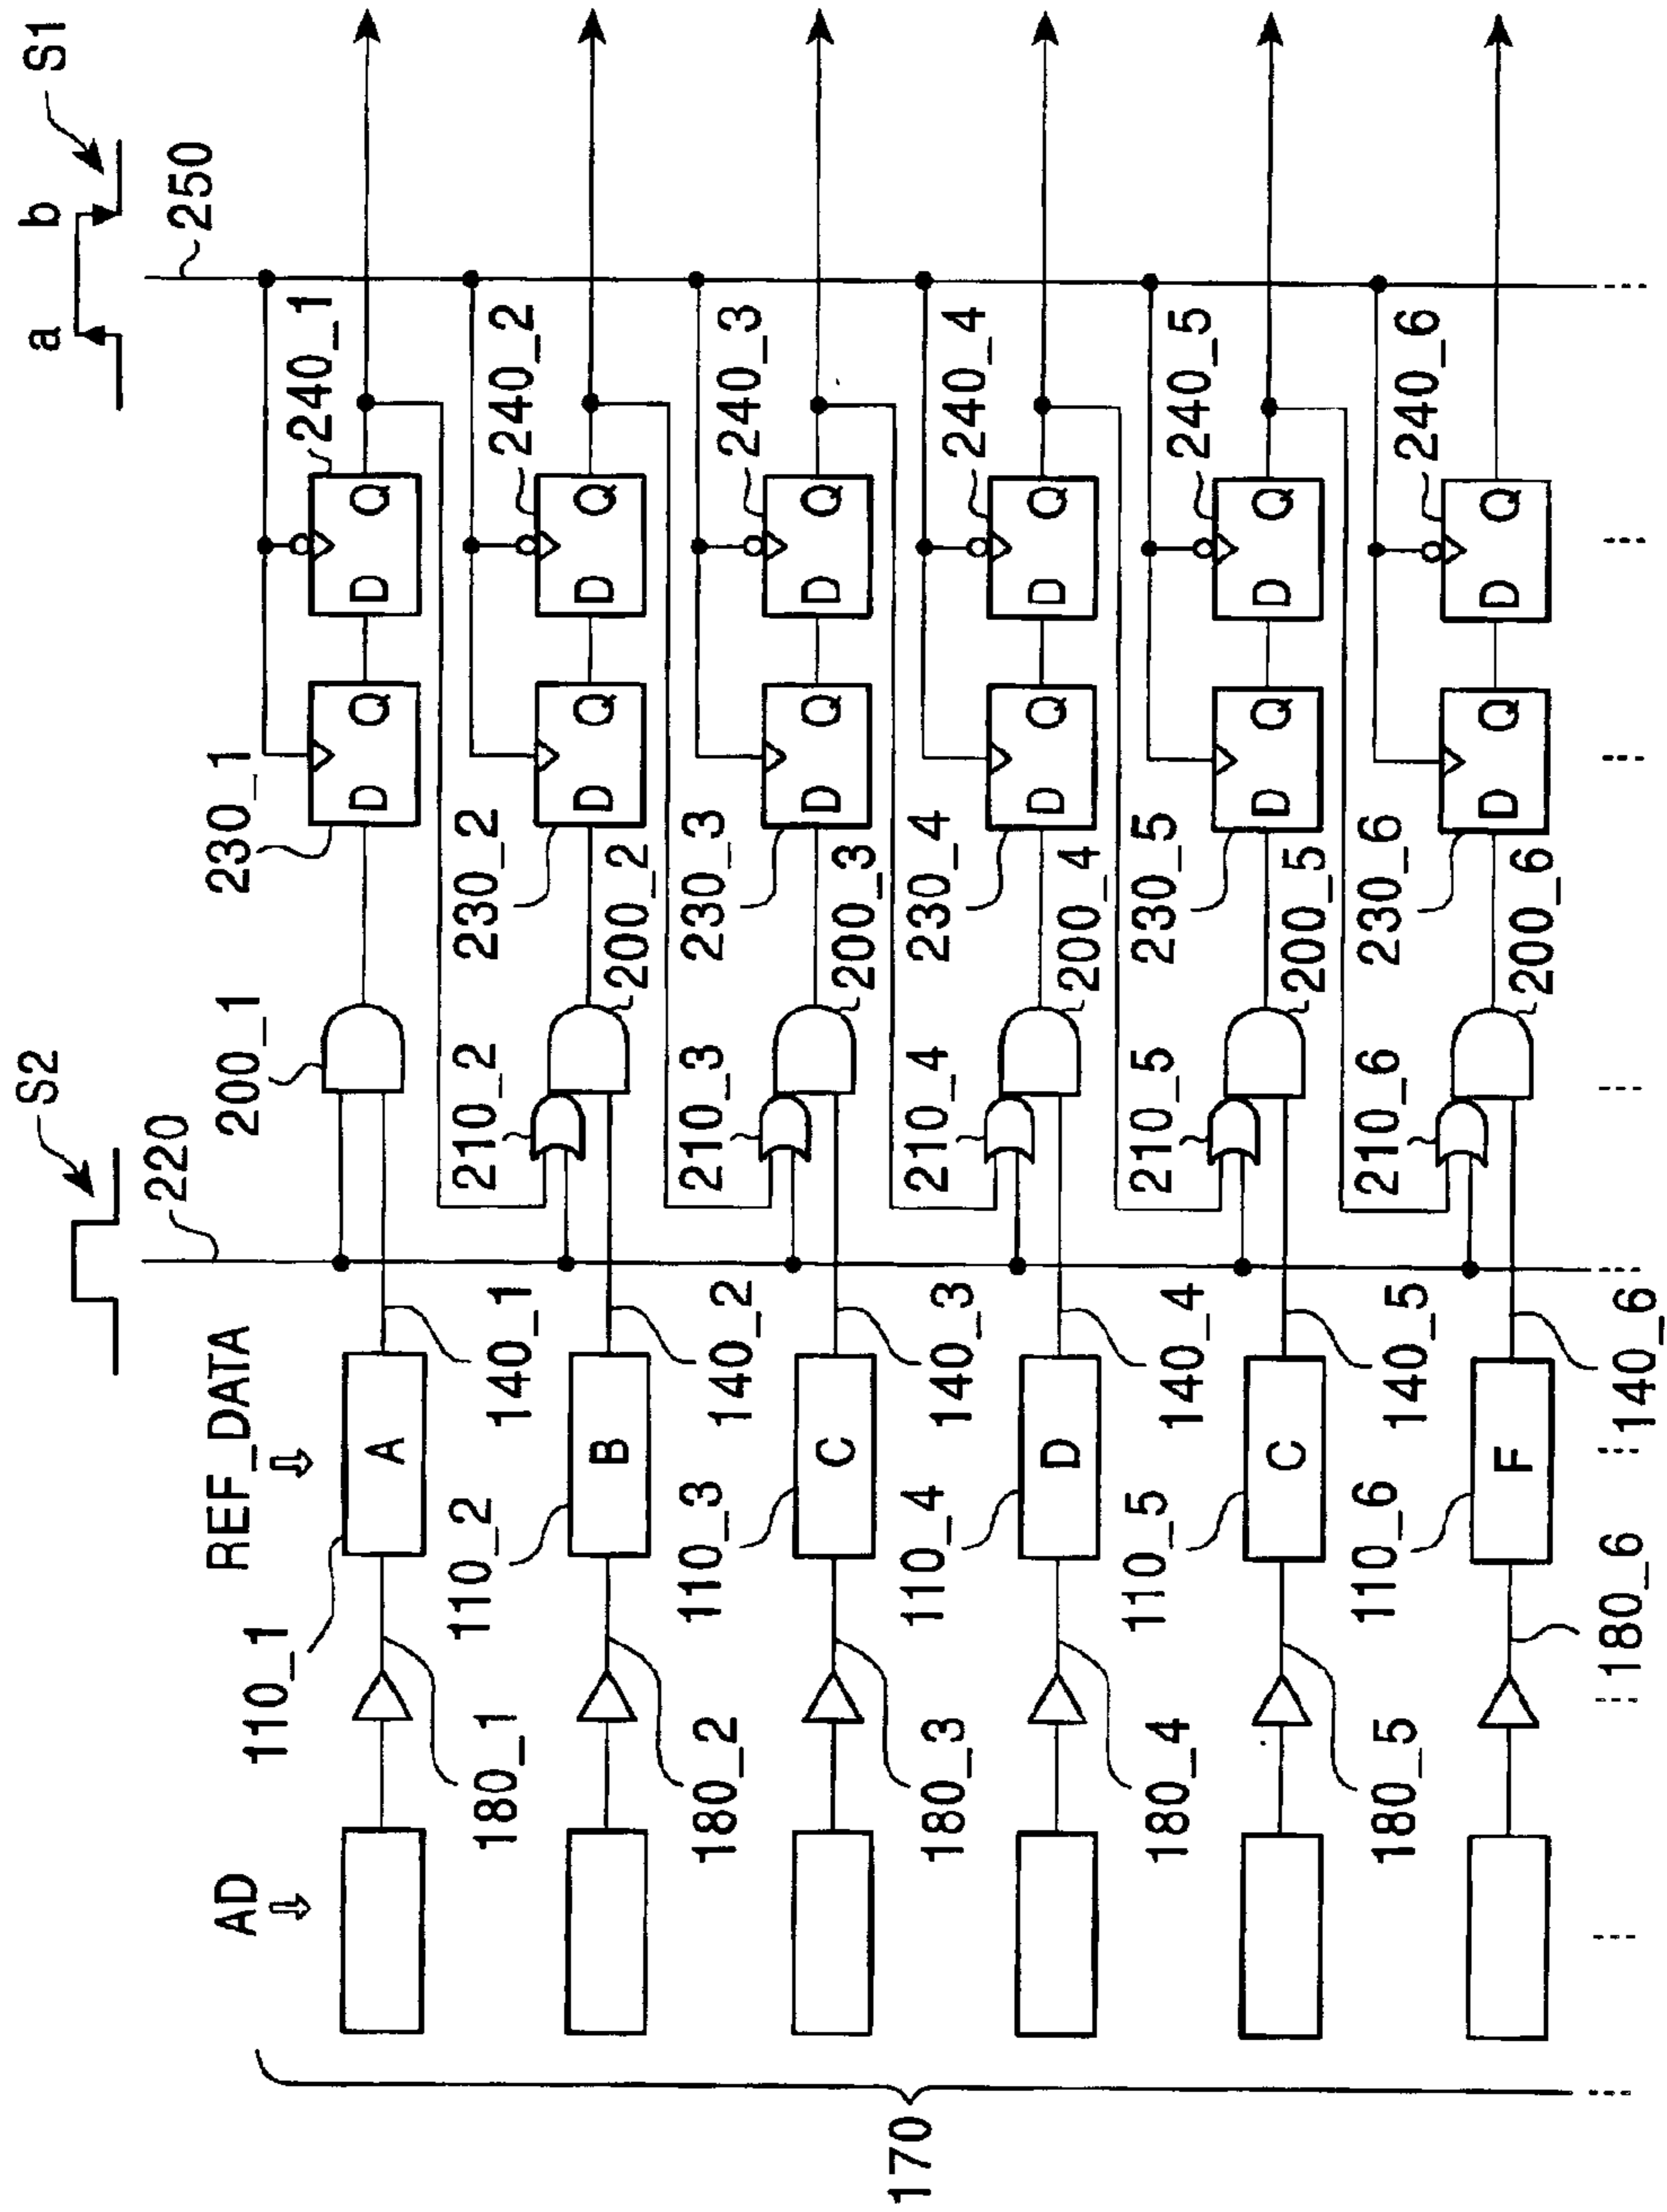 S2
S1
a
b
REF_DATA
AD
220
250
110_1
180_1
A
140_1
200_1
230_1
D Q
240_1
D Q
110_2
180_2
B
140_2
210_2
200_2
230_2
D Q
240_2
D Q
110_3
180_3
C
140_3
210_3
200_3
230_3
D Q
240_3
D Q
110_4
180_4
D
140_4
210_4
200_4
230_4
D Q
240_4
D Q
110_5
180_5
C
140_5
210_5
200_5
230_5
D Q
240_5
D Q
110_6
180_6
F
140_6
210_6
200_6
230_6
D Q
240_6
D Q
170